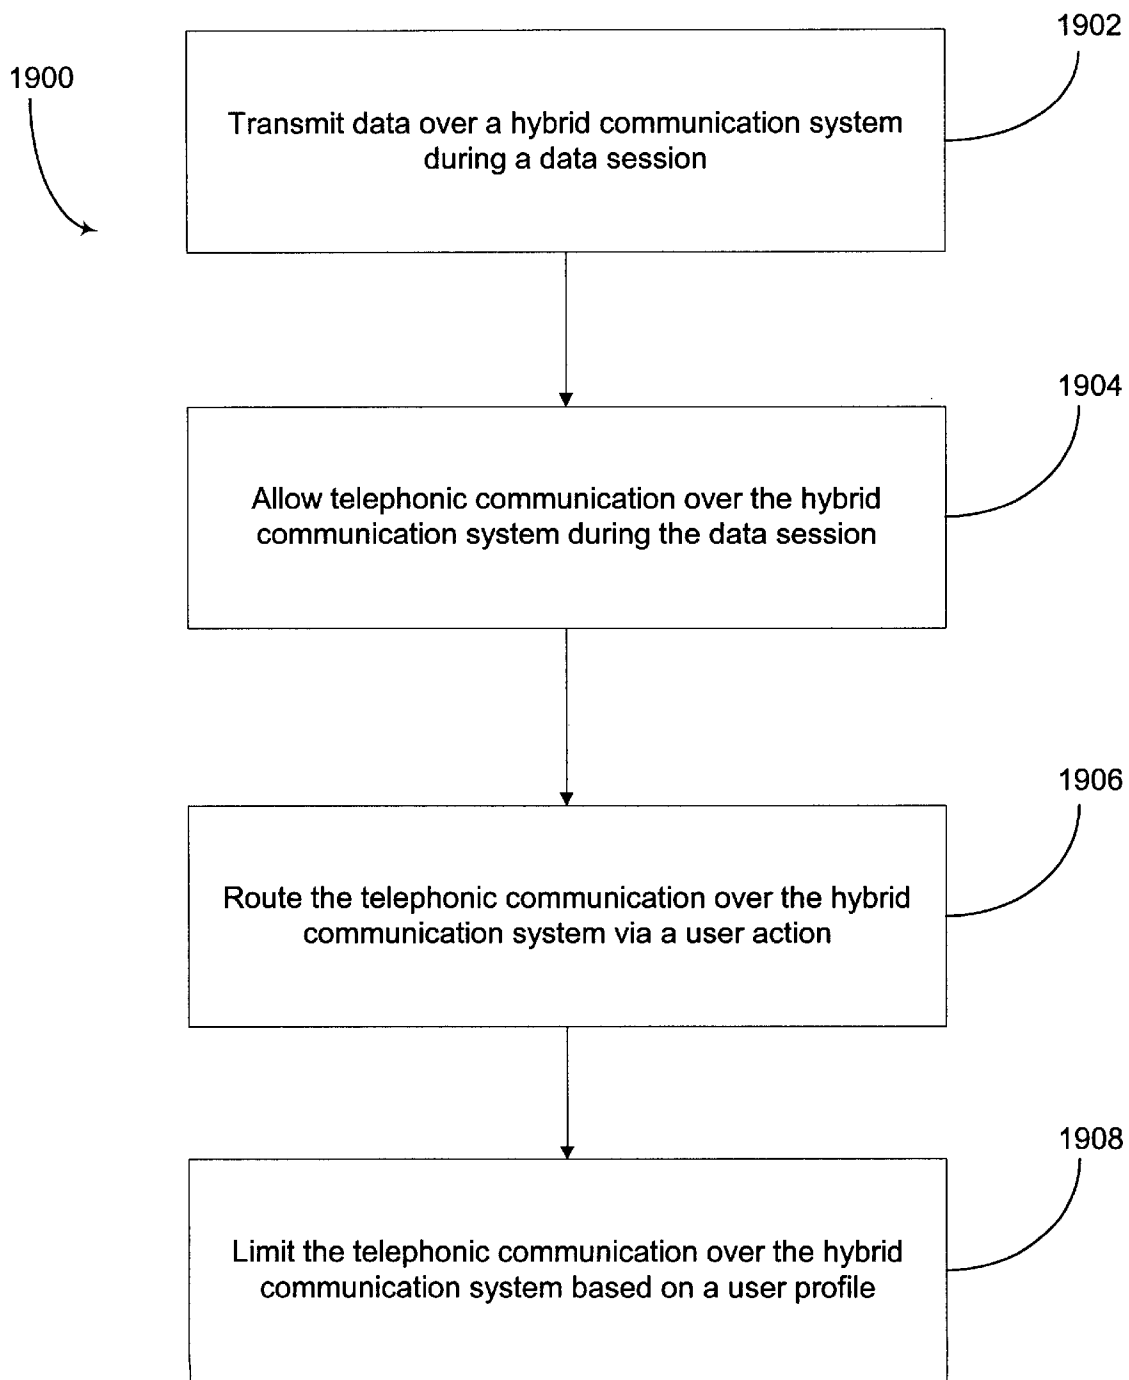 1902
1900
Transmit data over a hybrid communication system
during a data session
1904
Allow telephonic communication over the hybrid
communication system during the data session
1906
Route the telephonic communication over the hybrid
communication system via a user action
1908
Limit the telephonic communication over the hybrid
communication system based on a user profile